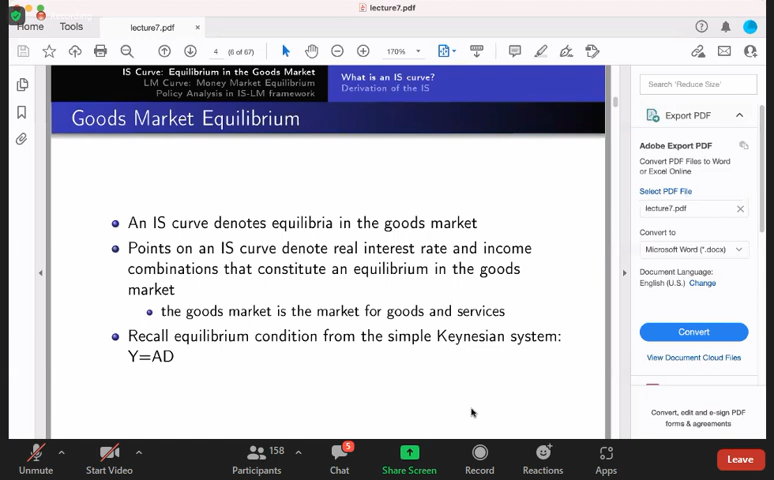 lecture7.pdf
Home Tools lecture7.pdf ×
4 (6 of 67) 170%
IS Curve: Equilibrium in the Goods Market
LM Curve: Money Market Equilibrium
Policy Analysis in IS-LM framework
What is an IS curve?
Derivation of the IS
Goods Market Equilibrium
An IS curve denotes equilibria in the goods market
Points on an IS curve denote real interest rate and income
combinations that constitute an equilibrium in the goods
market
the goods market is the market for goods and services
Recall equilibrium condition from the simple Keynesian system:
Y=AD
Search 'Reduce Size'
Export PDF
Adobe Export PDF
Convert PDF Files to Word
or Excel Online
Select PDF File
lecture7.pdf
Convert to
Microsoft Word (*.docx)
Document Language:
English (U.S.) Change
Convert
View Document Cloud Files
Convert, edit and e-sign PDF
forms & agreements
Unmute
Start Video
158
Participants
5
Chat
Share Screen
Record
Reactions
Apps
Leave